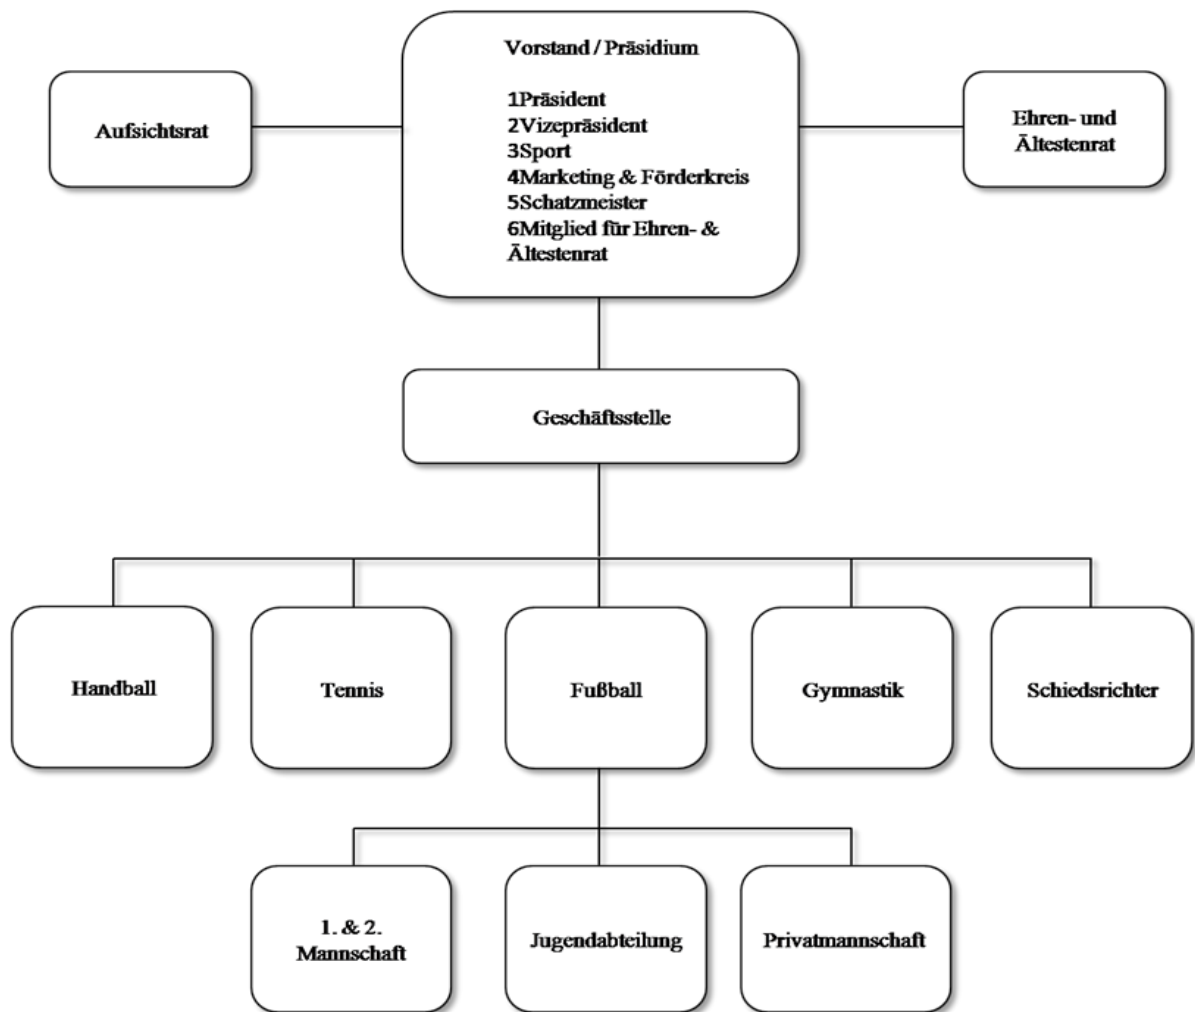 Vorstand / Präsidium
1Präsident
2Vizepräsident
3Sport
4Marketing & Förderkreis
5Schatzmeister
6Mitglied für Ehren- &
Ältestenrat
Aufsichtsrat
Ehren- und
Ältestenrat
Geschäftsstelle
Handball
Tennis
Fußball
Gymnastik
Schiedsrichter
1. & 2.
Mannschaft
Jugendabteilung
Privatmannschaft